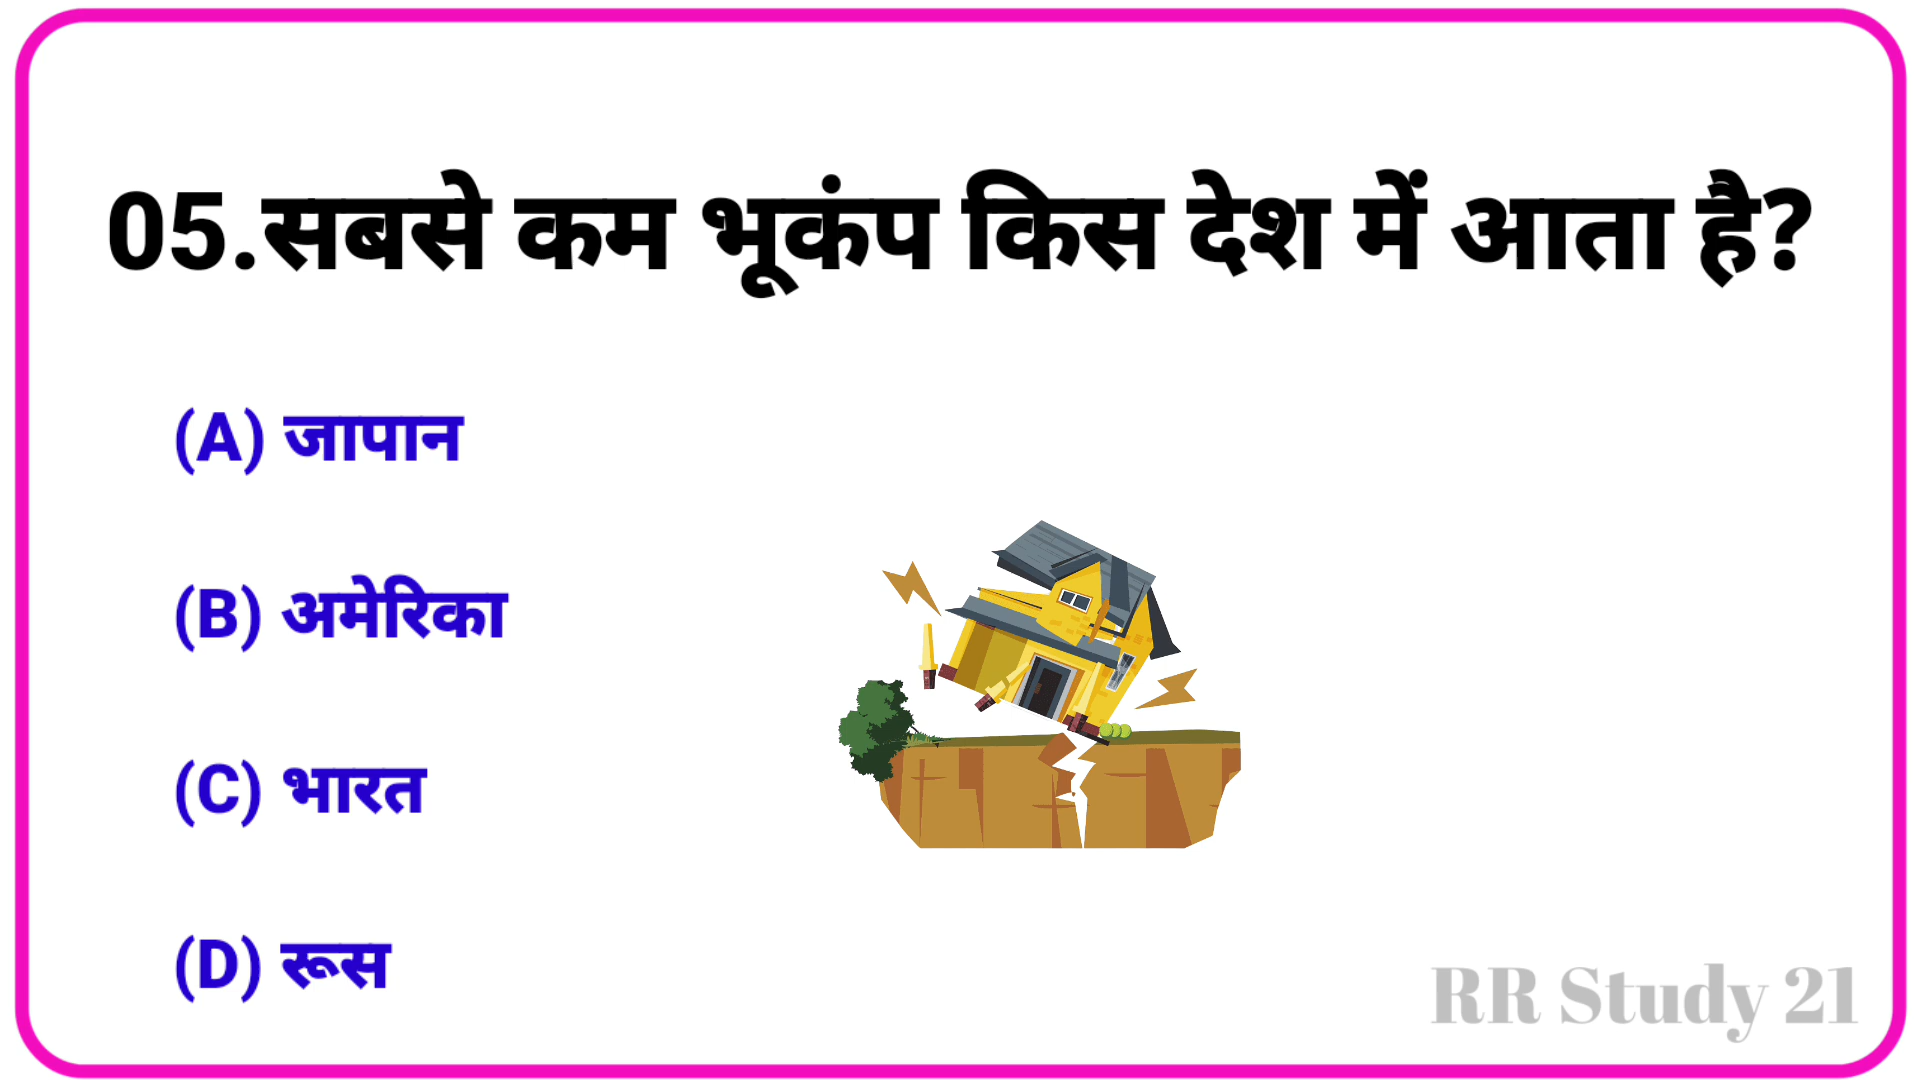 05.सबसे कम भूकंप किस देश में आता है?
(A) जापान
(B) अमेरिका
(C) भारत
(D) रूस
RR Study 21